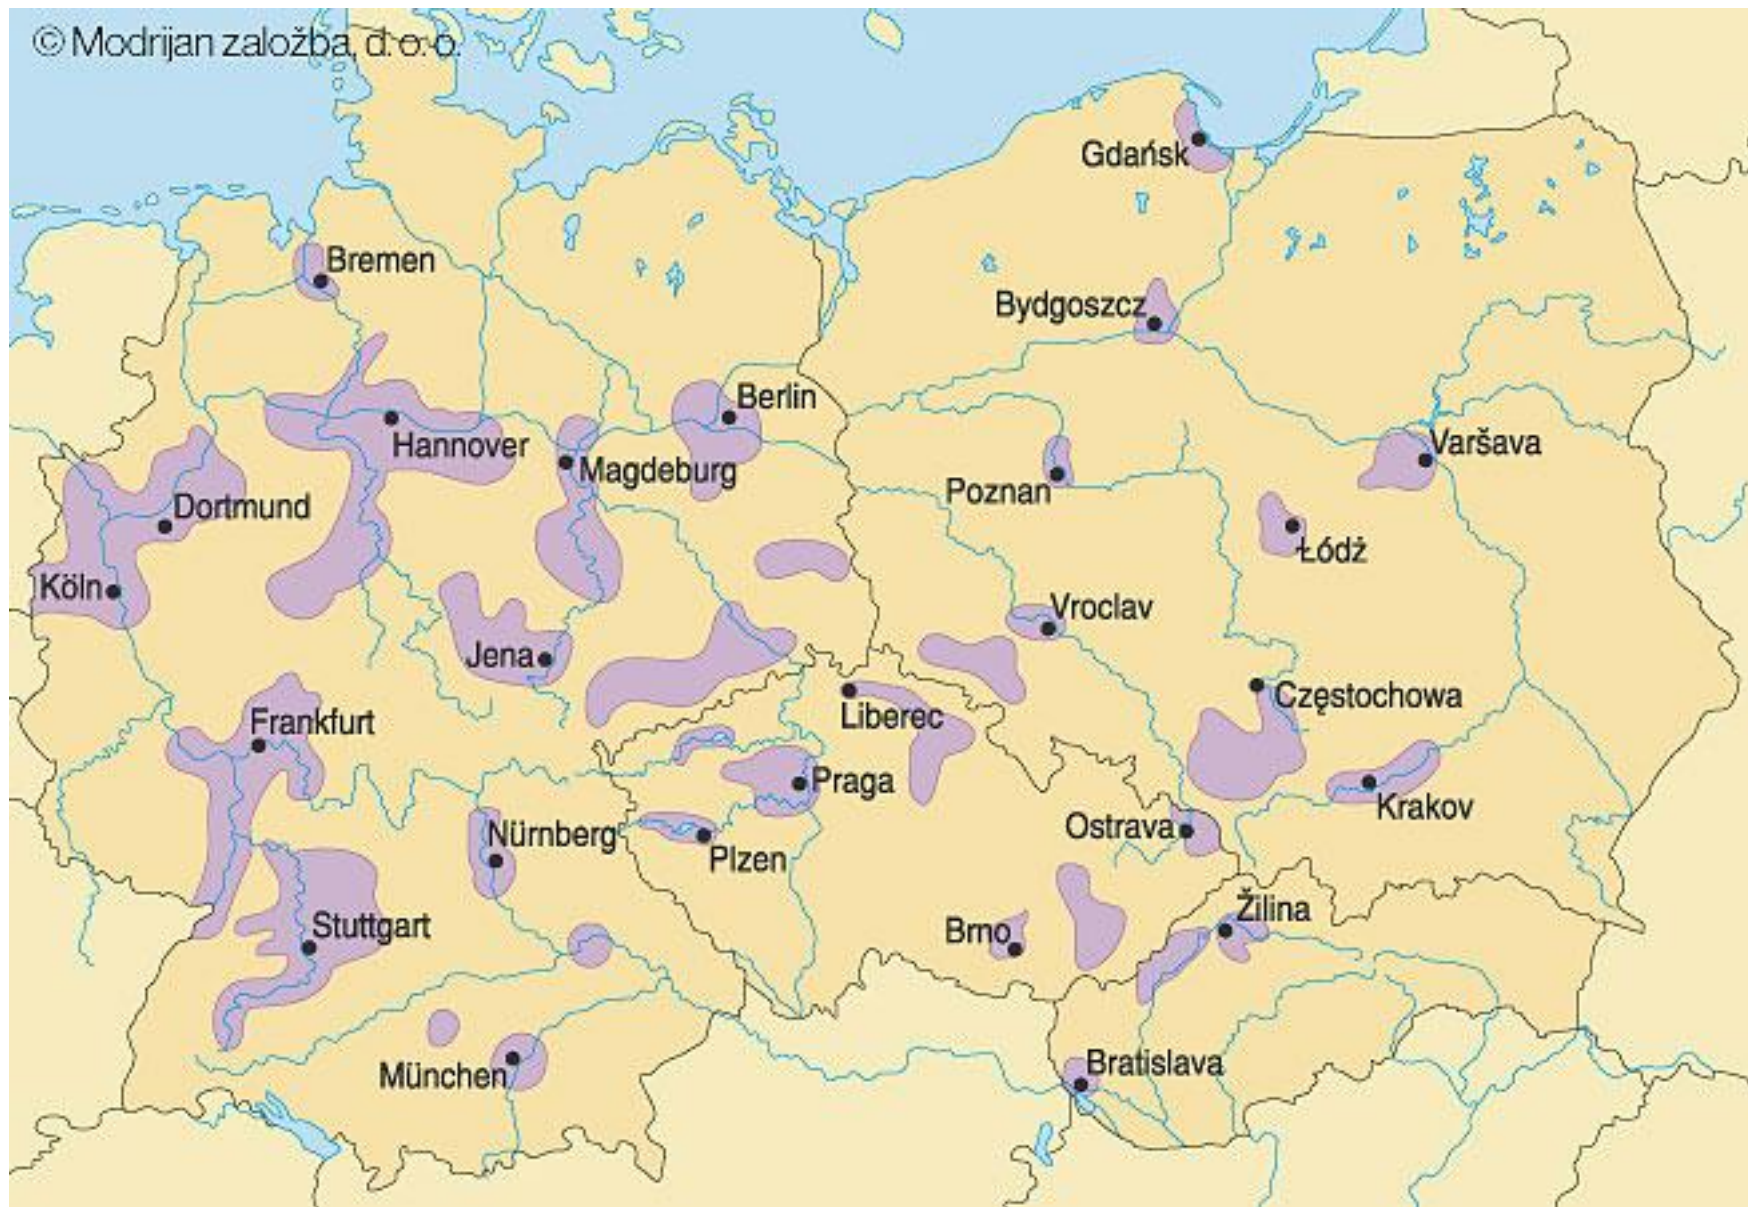 © Modrijan založba, d. o. o.
Gdańsk
Bremen
Bydgoszcz
Berlin
Hannover
Varšava
Magdeburg
Poznan
Dortmund
Łódź
Köln
Vroclav
Jena
Częstochowa
Liberec
Frankfurt
Praga
Krakov
Nürnberg
Ostrava
Plzen
Žilina
Stuttgart
Brno
Bratislava
München